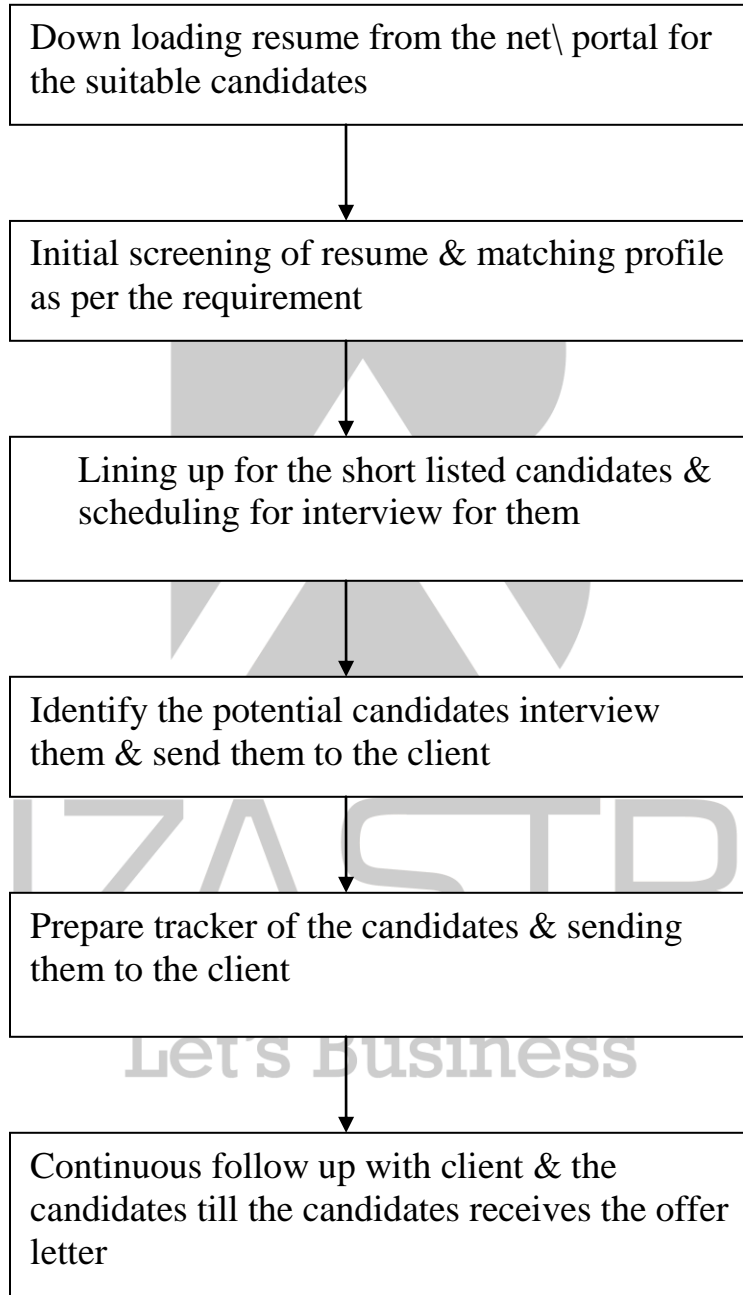 Down loading resume from the net\ portal for
the suitable candidates
Initial screening of resume & matching profile
as per the requirement
Lining up for the short listed candidates &
scheduling for interview for them
Identify the potential candidates interview
them & send them to the client
Prepare tracker of the candidates & sending
them to the client
Let's Business
Continuous follow up with client & the
candidates till the candidates receives the offer
letter